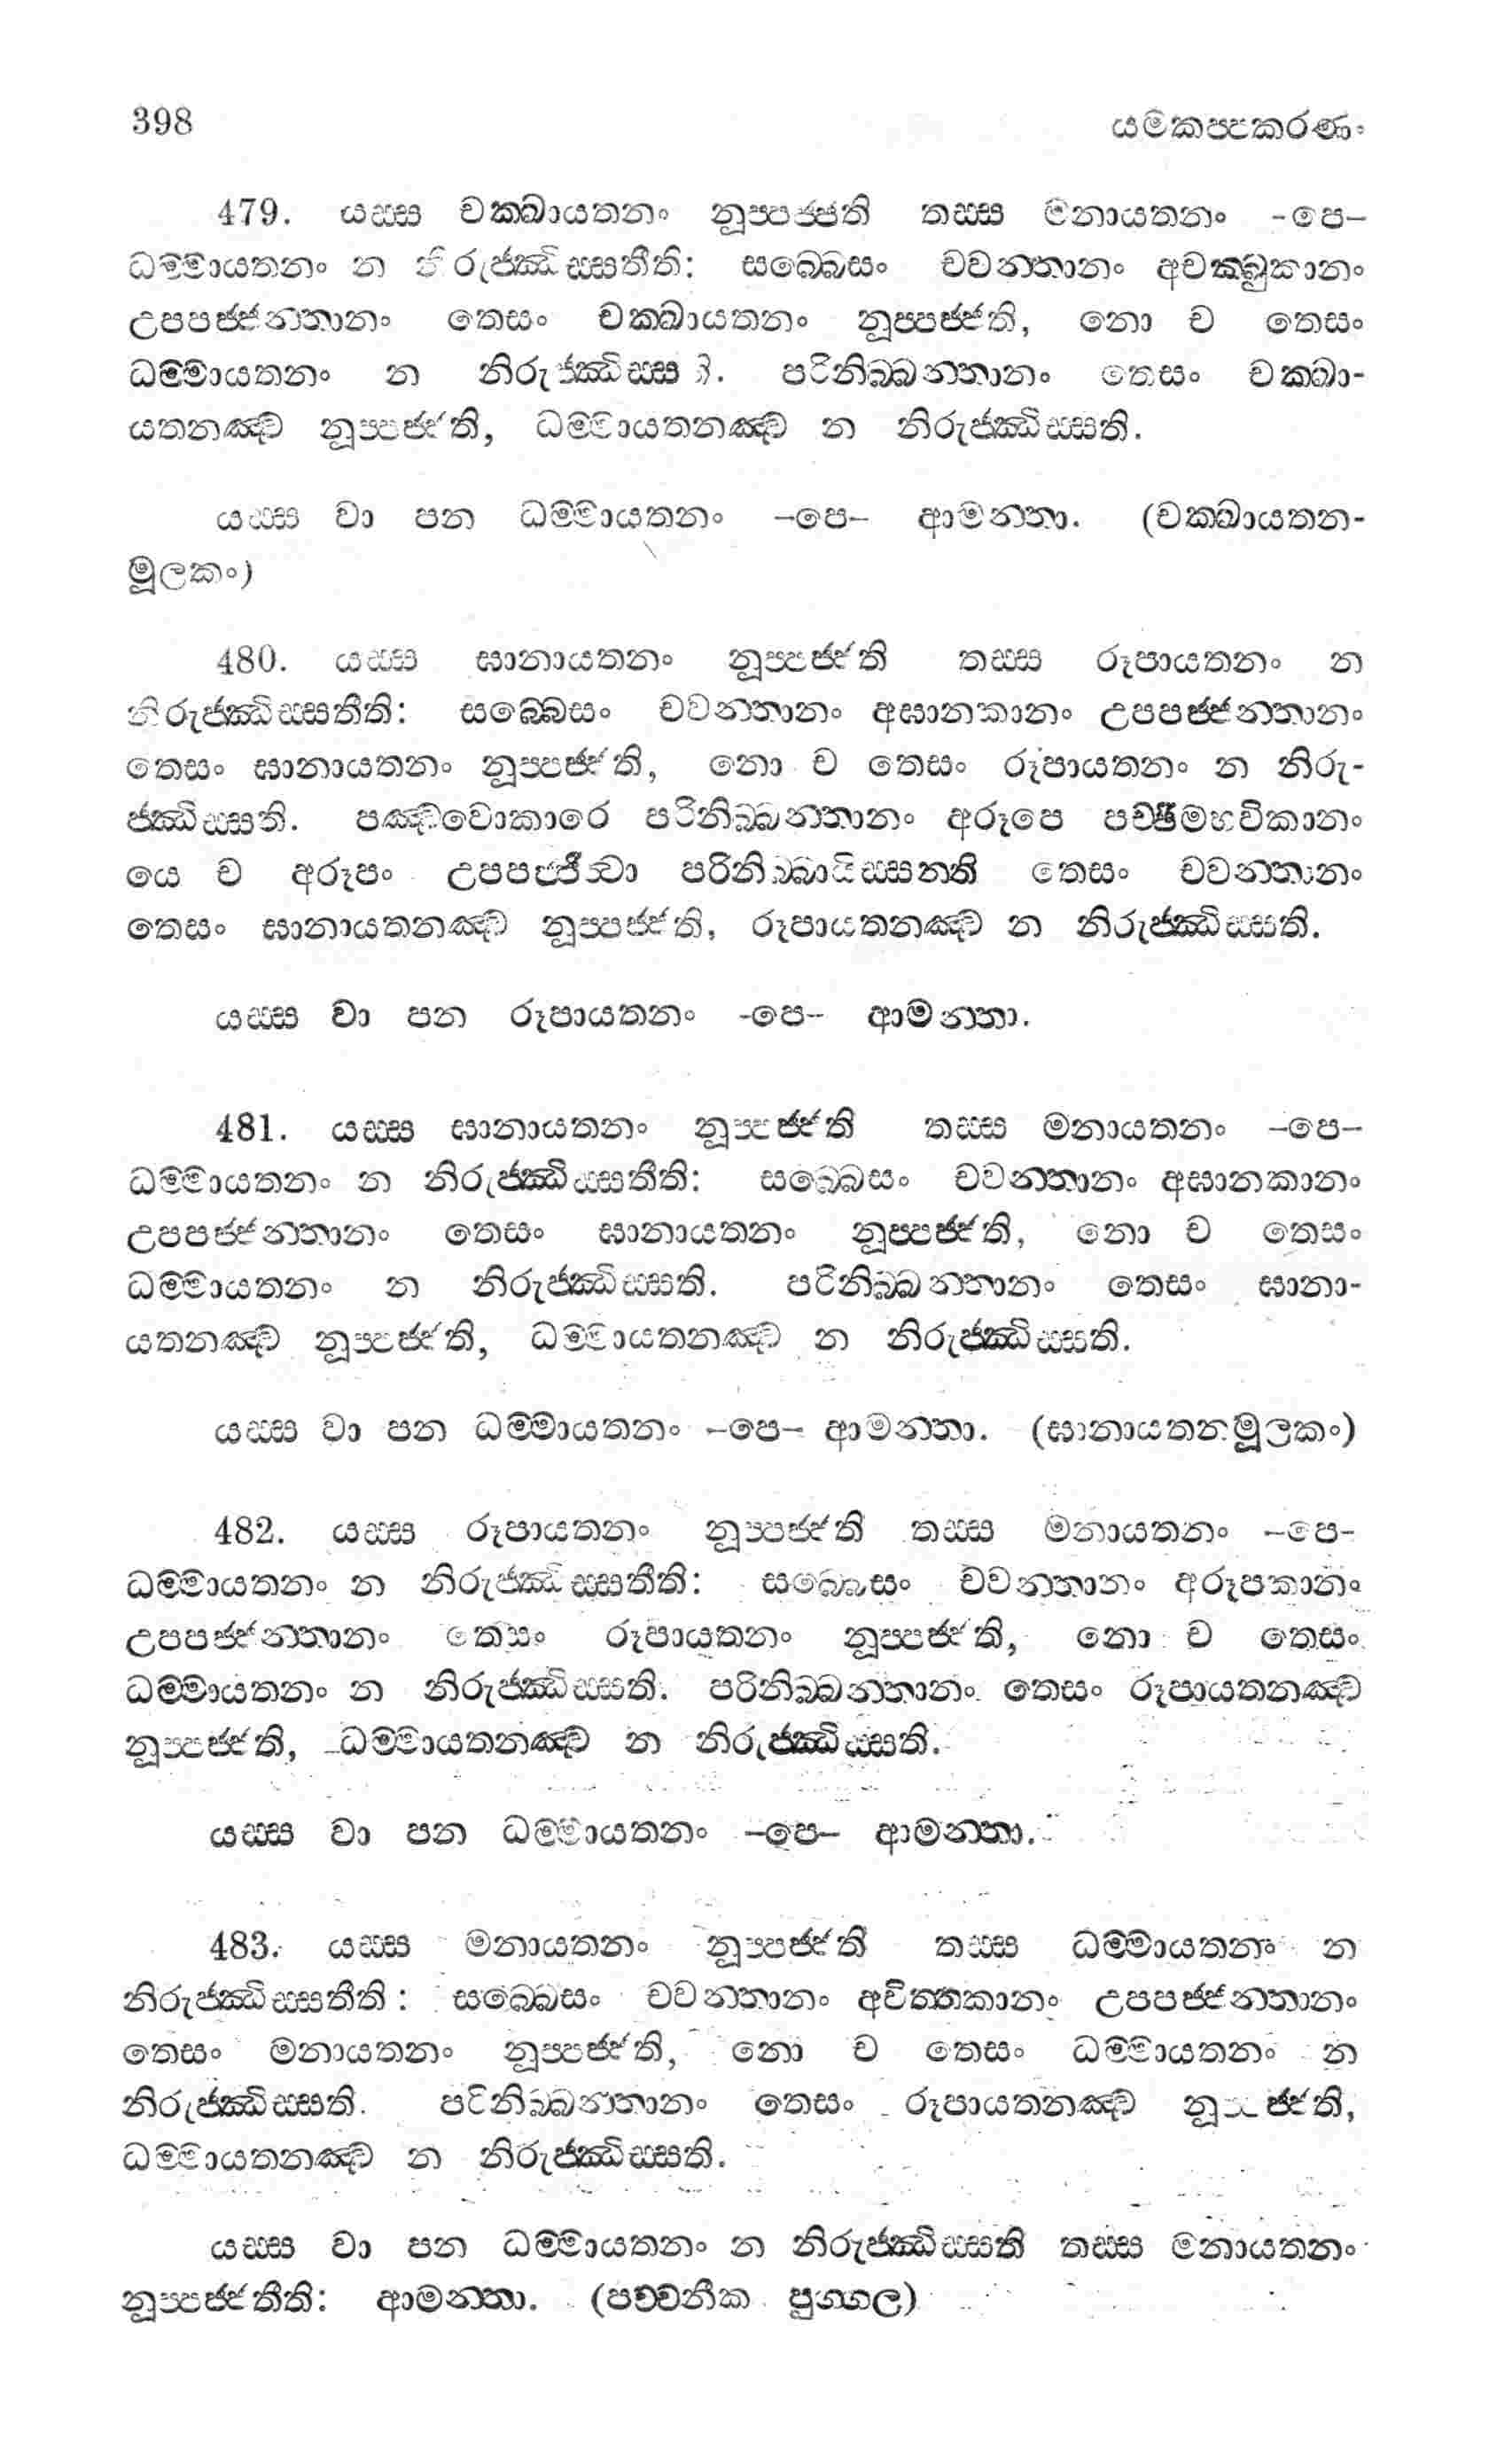 398 යමකප්පකරණං
479. යස්ස චක්ඛායතනං නූප්පජ්ජති තස්ස මනායතනං -පෙ-
ධම්මායතනං න නිරුජ්ඣිස්සතීති: සබ්බෙසං චවන්තානං අචක්ඛුකානං
උපපජ්ජන්තානං තෙසං චක්ඛායතනං නූප්පජ්ජති, නො ච තෙසං
ධම්මායතනං න නිරුජ්ඣිස්සති. පරිනිබ්බන්තානං තෙසං චක්ඛා-
යතනඤ්ච නූප්පජ්ජති, ධම්මායතනඤ්ච න නිරුජ්ඣිස්සති.
යස්ස වා පන ධම්මායතනං -පෙ- ආමන්තා. (චක්ඛායතන-
මූලකං)
480. යස්ස ඝානායතනං නූප්පජ්ජති තස්ස රූපායතනං න
නිරුජ්ඣිස්සතීති: සබ්බෙසං චවන්තානං අඝානකානං උපපජ්ජන්තානං
තෙසං ඝානායතනං නූප්පජ්ජති, නො ච තෙසං රූපායතනං න නිරු-
ජ්ඣිස්සති. පඤ්චවොකාරෙ පරිනිබ්බන්තානං අරූපෙ පච්ඡිමභවිකානං
යෙ ච අරූපං උපපජ්ජිත්වා පරිනිබ්බායිස්සන්ති තෙසං චවන්තානං
තෙසං ඝානායතනඤ්ච නූප්පජ්ජති, රූපායතනඤ්ච න නිරුජ්ඣිස්සති.
යස්ස වා පන රූපායතනං -පෙ- ආමන්තා.
481. යස්ස ඝානායතනං නූප්පජ්ජති තස්ස මනායතනං -පෙ-
ධම්මායතනං න නිරුජ්ඣිස්සතීති: සබ්බෙසං චවන්තානං අඝානකානං
උපපජ්ජන්තානං තෙසං ඝානායතනං නූප්පජ්ජති, නො ච තෙසං
ධම්මායතනං න නිරුජ්ඣිස්සති. පරිනිබ්බන්තානං තෙසං ඝානා-
යතනඤ්ච නූප්පජ්ජති, ධම්මායතනඤ්ච න නිරුජ්ඣිස්සති.
යස්ස වා පන ධම්මායතනං -පෙ- ආමන්තා. (ඝානායතනමූලකං)
482. යස්ස රූපායතනං නූප්පජ්ජති තස්ස මනායතනං -පෙ-
ධම්මායතනං න නිරුජ්ඣිස්සතීති: සබ්බෙසං චවන්තානං අරූපකානං
උපපජ්ජන්තානං තෙසං රූපායතනං නූප්පජ්ජති, නො ච තෙසං
ධම්මායතනං න නිරුජ්ඣිස්සති. පරිනිබ්බන්තානං තෙසං රූපායතනඤ්ච
නූප්පජ්ජති, ධම්මායතනඤ්ච න නිරුජ්ඣිස්සති.
යස්ස වා පන ධම්මායතනං -පෙ- ආමන්තා.
483. යස්ස මනායතනං නූප්පජ්ජති තස්ස ධම්මායතනං න
නිරුජ්ඣිස්සතීති: සබ්බෙසං චවන්තානං අචිත්තකානං උපපජ්ජන්තානං
තෙසං මනායතනං නූප්පජ්ජති, නො ච තෙසං ධම්මායතනං න
නිරුජ්ඣිස්සති. පරිනිබ්බන්තානං තෙසං රූපායතනඤ්ච නූප්පජ්ජති,
ධම්මායතනඤ්ච න නිරුජ්ඣිස්සති.
යස්ස වා පන ධම්මායතනං න නිරුජ්ඣිස්සති තස්ස මනායතනං
නූප්පජ්ජතීති: ආමන්තා. (පච්චනීක පුග්ගල)